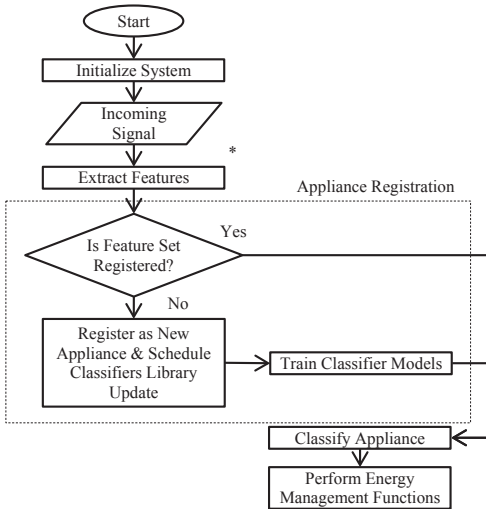 Start
Initialize System
Incoming
Signal
*
Extract Features
Appliance Registration
Is Feature Set
Registered?
Yes
No
Register as New
Appliance & Schedule
Classifiers Library
Update
Train Classifier Models
Classify Appliance
Perform Energy
Management Functions